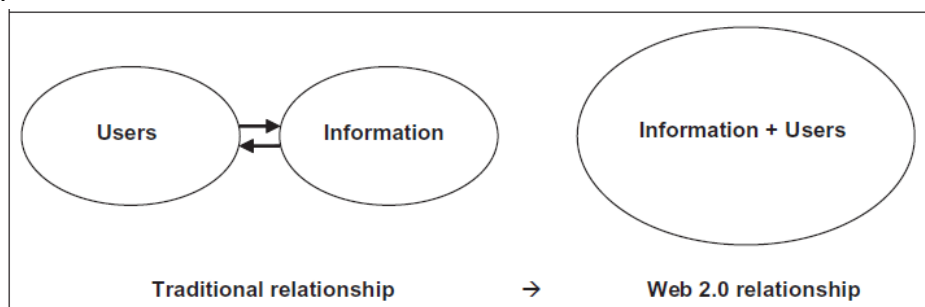 Users
Information
Information + Users
Traditional relationship → Web 2.0 relationship